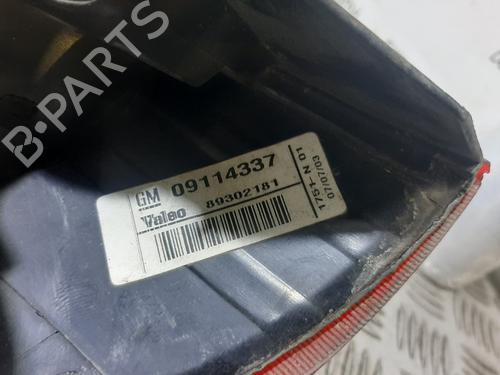 GM 09114337
Valeo 89302181
1751- N 01
07/07/03
B-PARTS